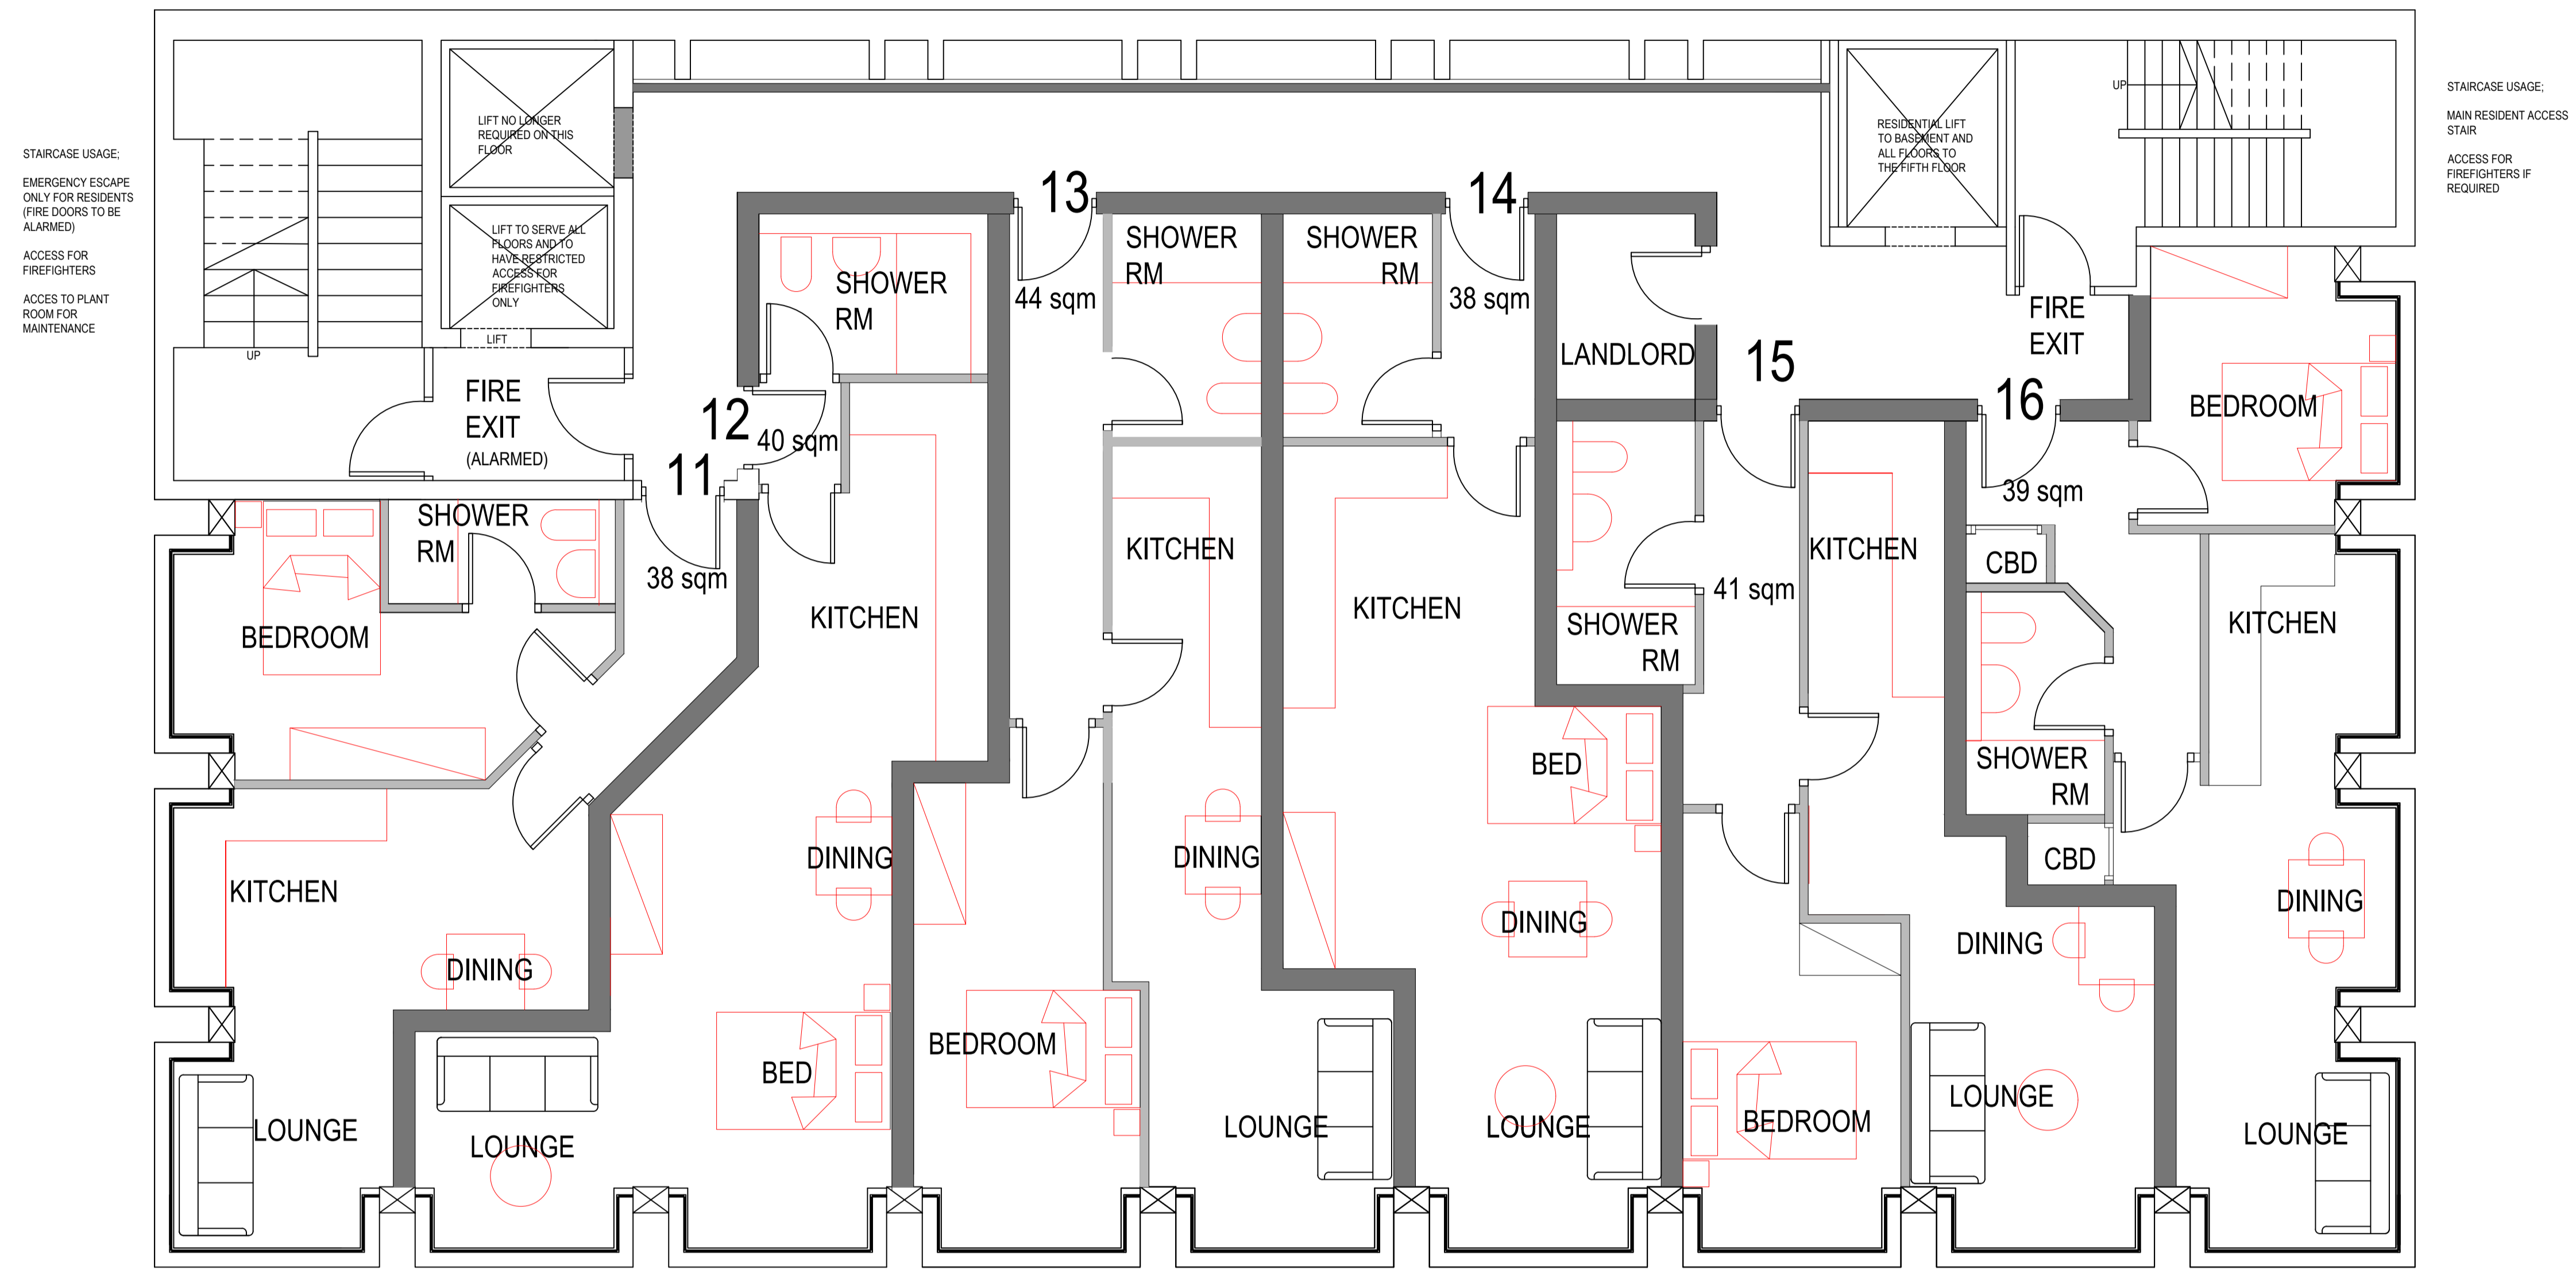 STAIRCASE USAGE;
EMERGENCY ESCAPE
ONLY FOR RESIDENTS
(FIRE DOORS TO BE
ALARMED)
ACCESS FOR
FIREFIGHTERS
ACCES TO PLANT
ROOM FOR
MAINTENANCE
UP
LIFT NO LONGER
REQUIRED ON THIS
FLOOR
LIFT TO SERVE ALL
FLOORS AND TO
HAVE RESTRICTED
ACCESS FOR
FIREFIGHTERS
ONLY
LIFT
FIRE
EXIT
(ALARMED)
RESIDENTIAL LIFT
TO BASEMENT AND
ALL FLOORS TO
THE FIFTH FLOOR
UP
STAIRCASE USAGE;
MAIN RESIDENT ACCESS
STAIR
ACCESS FOR
FIREFIGHTERS IF
REQUIRED
FIRE
EXIT
LANDLORD
11
38 sqm
SHOWER
RM
BEDROOM
KITCHEN
DINING
LOUNGE
12
40 sqm
SHOWER
RM
KITCHEN
DINING
BED
LOUNGE
13
44 sqm
SHOWER
RM
KITCHEN
DINING
BEDROOM
LOUNGE
14
38 sqm
SHOWER
RM
KITCHEN
BED
DINING
LOUNGE
15
41 sqm
SHOWER
RM
KITCHEN
DINING
LOUNGE
BEDROOM
16
39 sqm
BEDROOM
CBD
KITCHEN
SHOWER
RM
CBD
DINING
LOUNGE